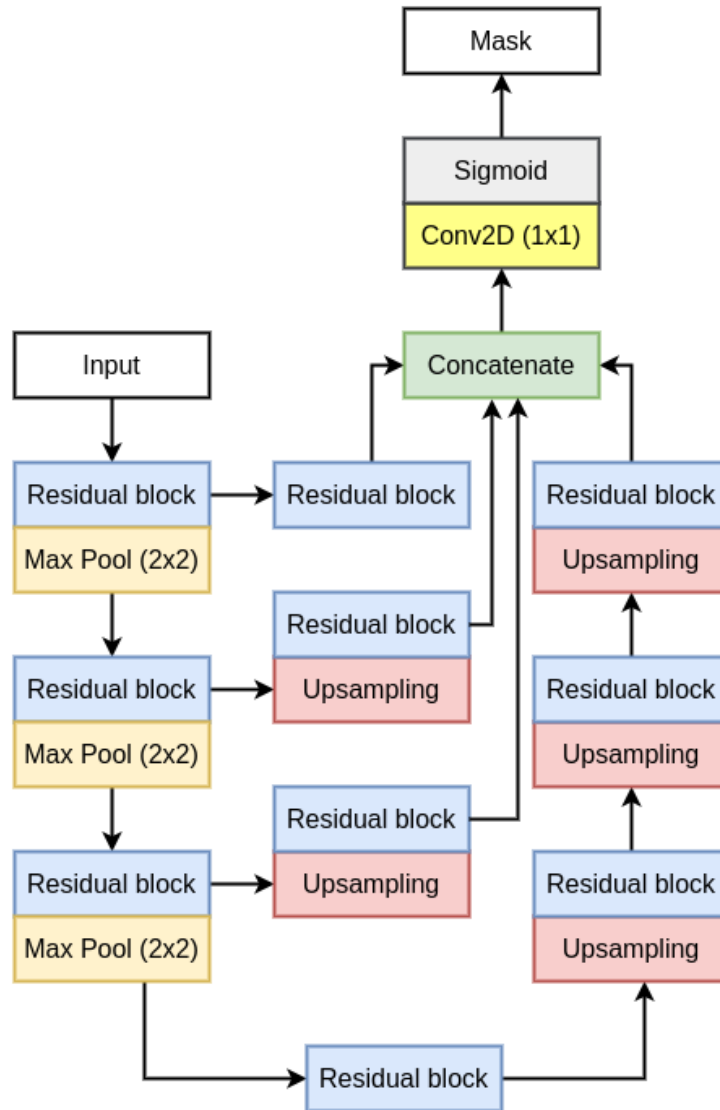 Mask
Sigmoid
Conv2D (1x1)
Input
Concatenate
Residual block
Max Pool (2x2)
Residual block
Residual block
Upsampling
Residual block
Upsampling
Residual block
Max Pool (2x2)
Residual block
Upsampling
Residual block
Upsampling
Residual block
Max Pool (2x2)
Residual block
Upsampling
Residual block